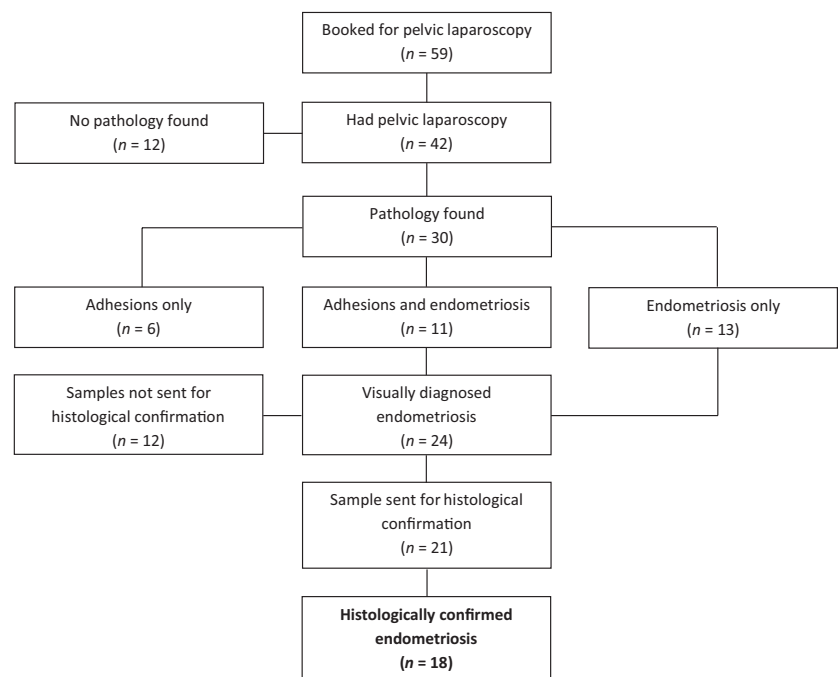 Booked for pelvic laparoscopy
(n = 59)
No pathology found
(n = 12)
Had pelvic laparoscopy
(n = 42)
Pathology found
(n = 30)
Adhesions only
(n = 6)
Adhesions and endometriosis
(n = 11)
Endometriosis only
(n = 13)
Samples not sent for
histological confirmation
(n = 12)
Visually diagnosed
endometriosis
(n = 24)
Sample sent for histological
confirmation
(n = 21)
Histologically confirmed
endometriosis
(n = 18)